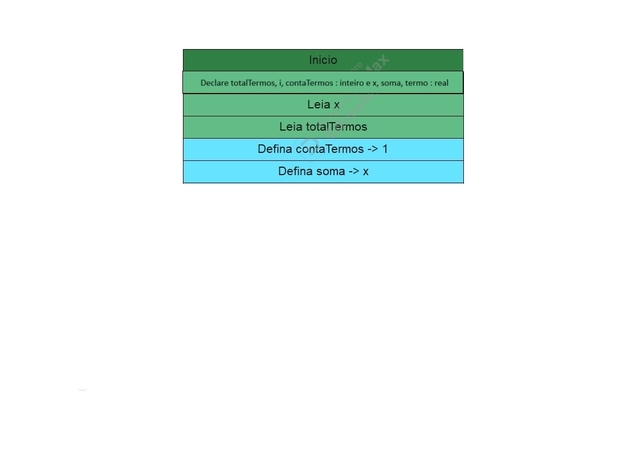 Inicio
Declare totalTermos, i, contaTermos : inteiro e x, soma, termo : real
Leia x
Leia totalTermos
Defina contaTermos -> 1
Defina soma -> x